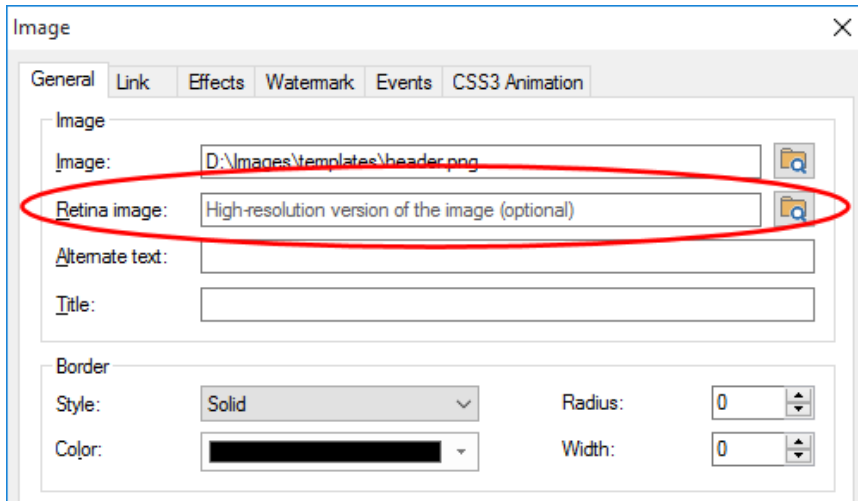 Image
General Link Effects Watermark Events CSS3 Animation
Image
Image: D:\Images\templates\header.png
Retina image: High-resolution version of the image (optional)
Alternate text:
Title:
Border
Style: Solid Radius: 0
Color: Width: 0